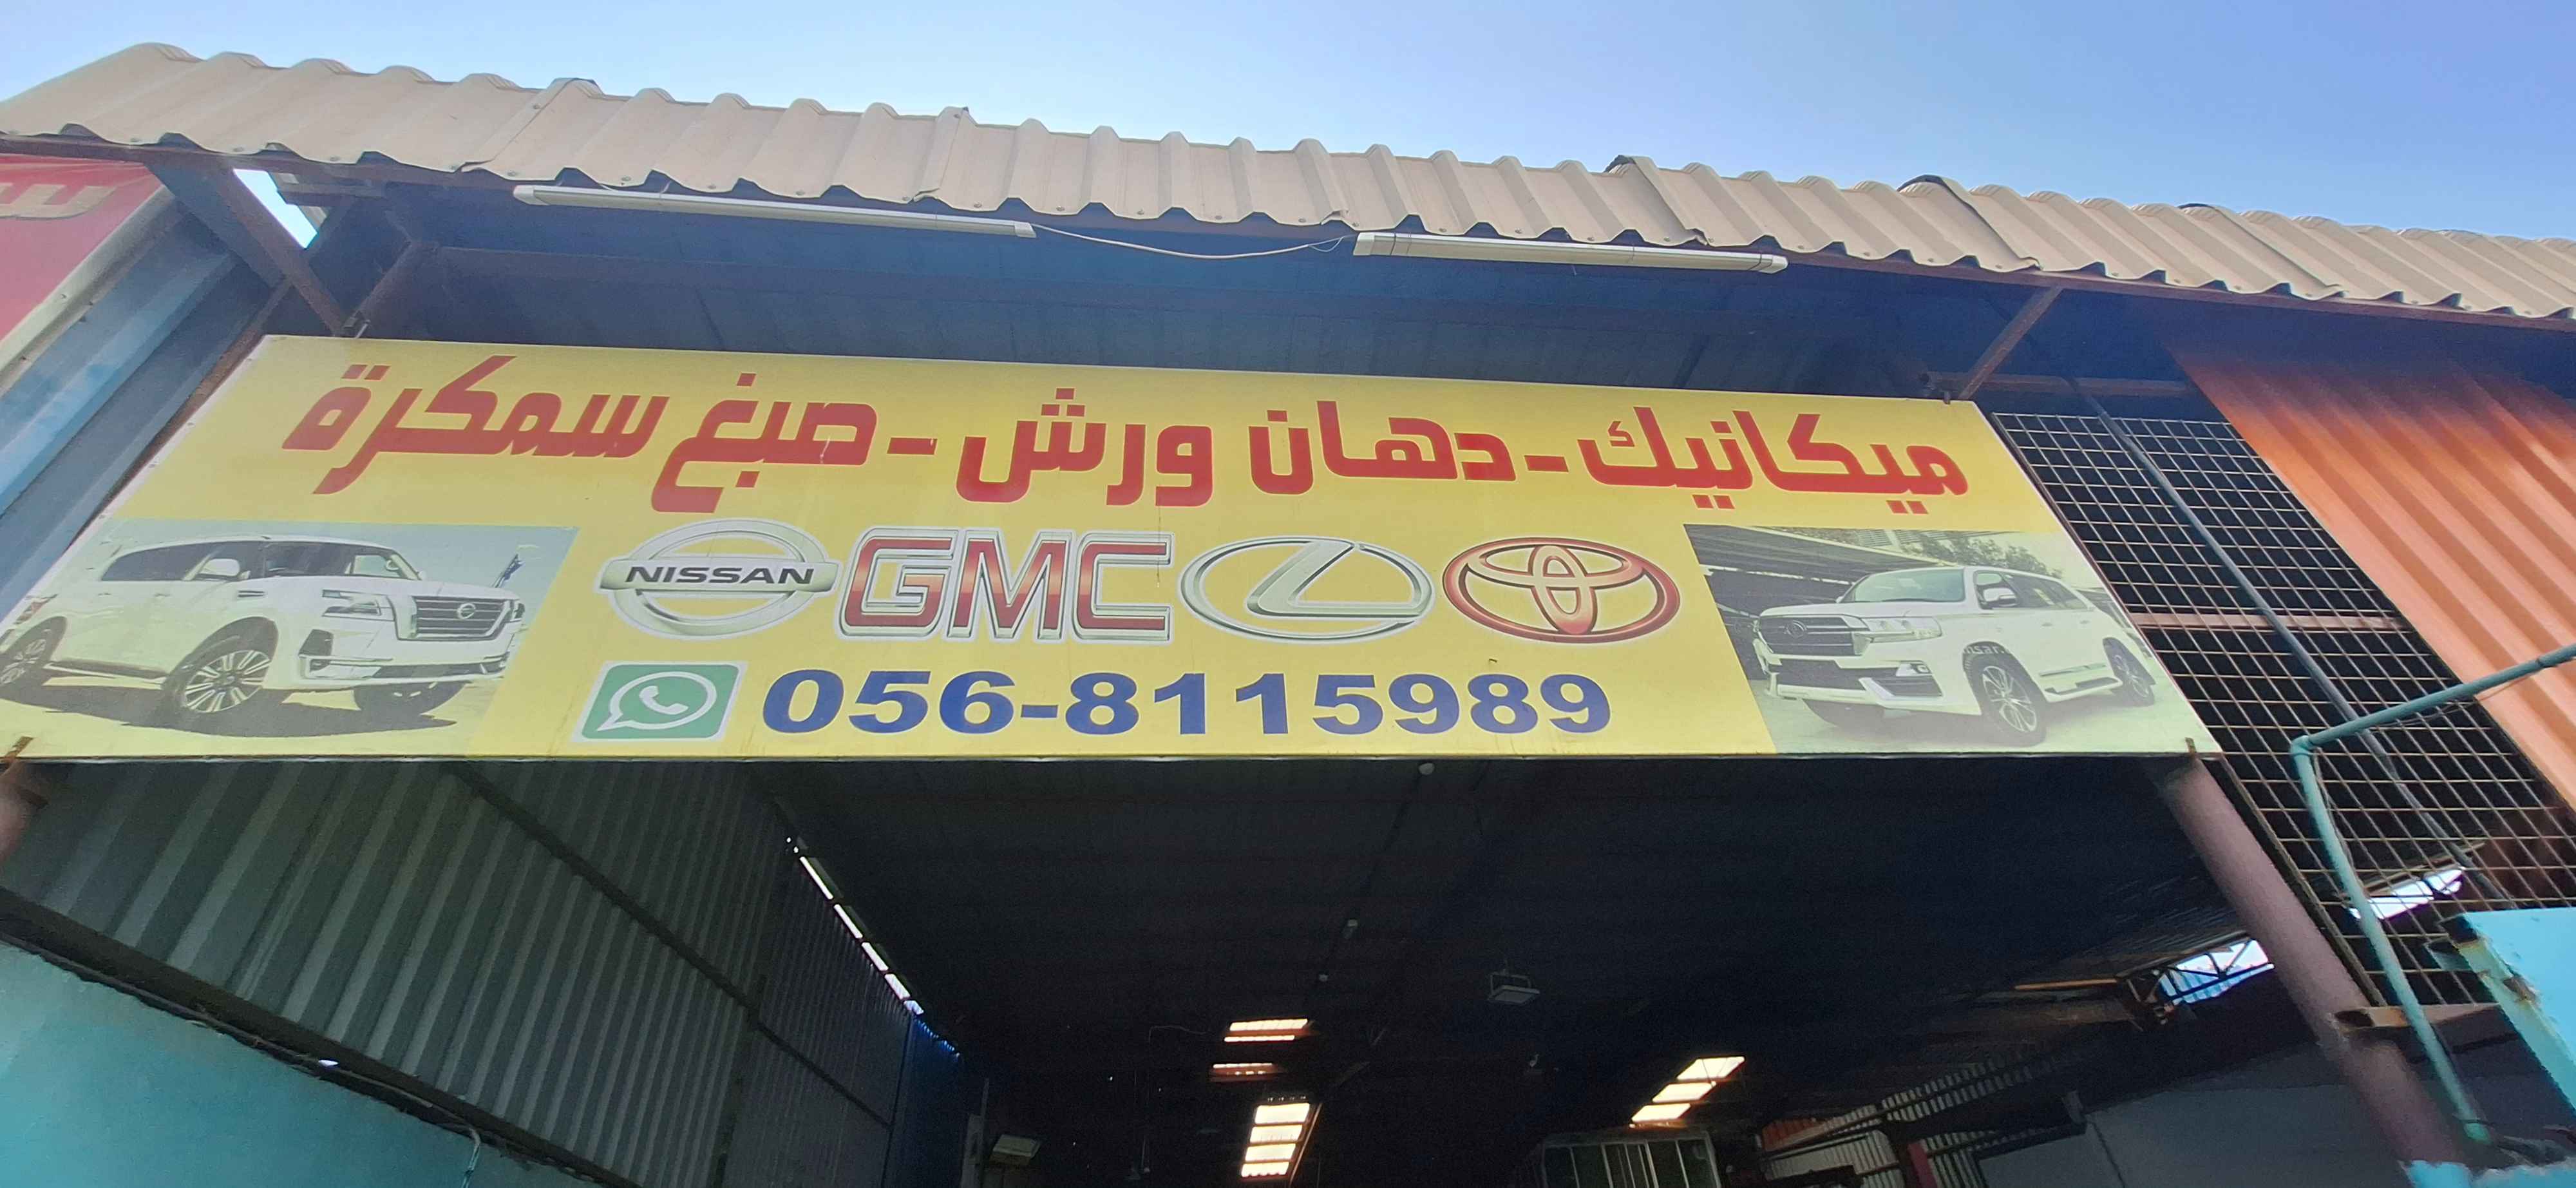 ميكانيك - دهان ورش - صبغ سمكرة
NISSAN GMC
056-8115989